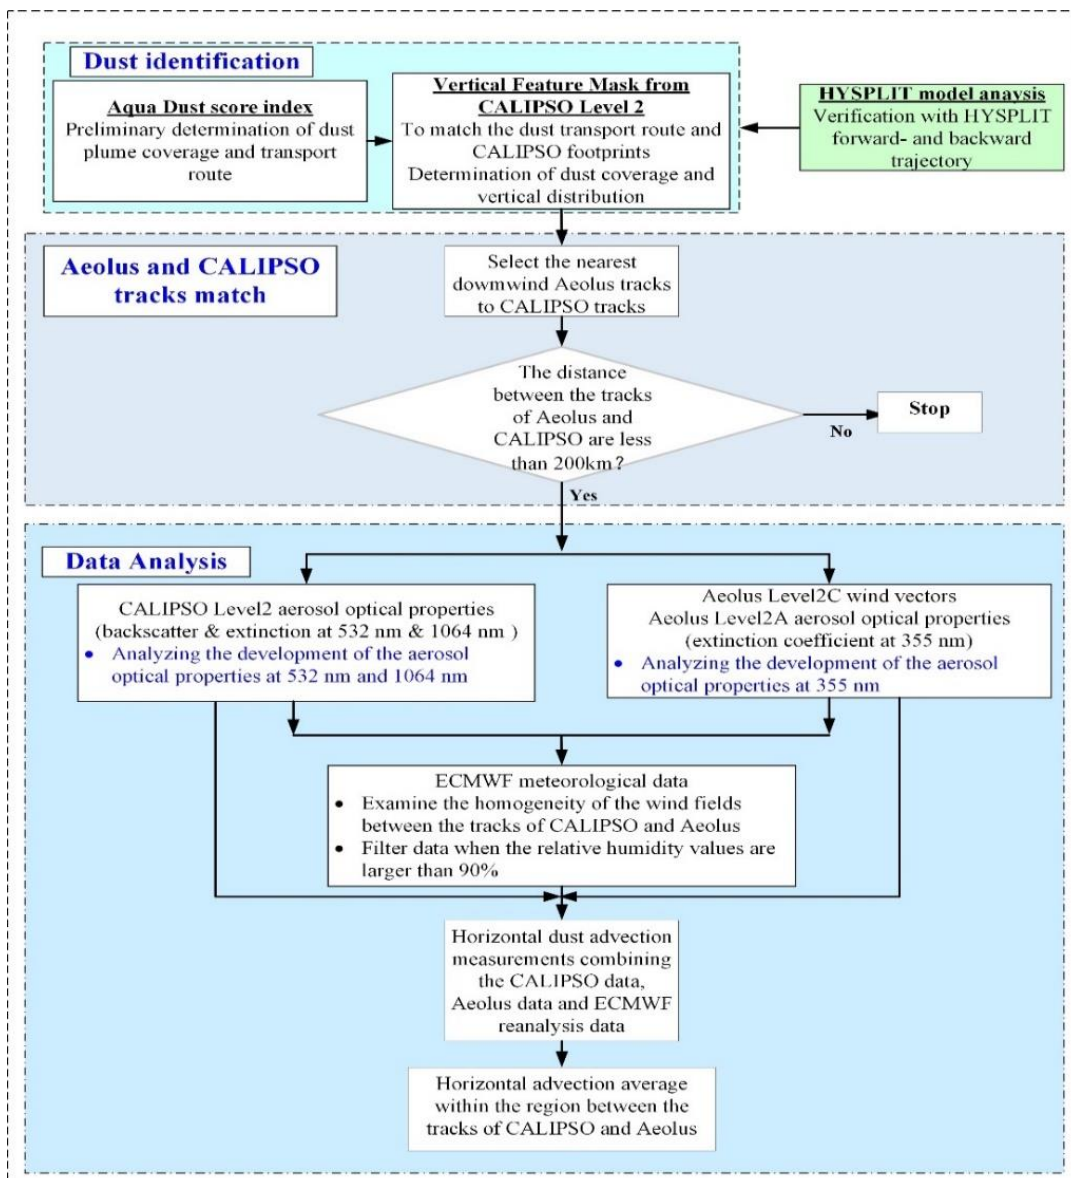 Dust identification
Aqua Dust score index
Preliminary determination of dust
plume coverage and transport
route
Vertical Feature Mask from
CALIPSO Level 2
To match the dust transport route and
CALIPSO footprints
Determination of dust coverage and
vertical distribution
HYSPLIT model anaysis
Verification with HYSPLIT
forward- and backward
trajectory
Aeolus and CALIPSO
tracks match
Select the nearest
dowmwind Aeolus tracks
to CALIPSO tracks
The distance
between the tracks
of Aeolus and
CALIPSO are less
than 200km?
No
Stop
Yes
Data Analysis
CALIPSO Level2 aerosol optical properties
(backscatter & extinction at 532 nm & 1064 nm )
• Analyzing the development of the aerosol
optical properties at 532 nm and 1064 nm
Aeolus Level2C wind vectors
Aeolus Level2A aerosol optical properties
(extinction coefficient at 355 nm)
• Analyzing the development of the aerosol
optical properties at 355 nm
ECMWF meteorological data
• Examine the homogeneity of the wind fields
between the tracks of CALIPSO and Aeolus
• Filter data when the relative humidity values are
larger than 90%
Horizontal dust advection
measurements combining
the CALIPSO data,
Aeolus data and ECMWF
reanalysis data
Horizontal advection average
within the region between the
tracks of CALIPSO and Aeolus